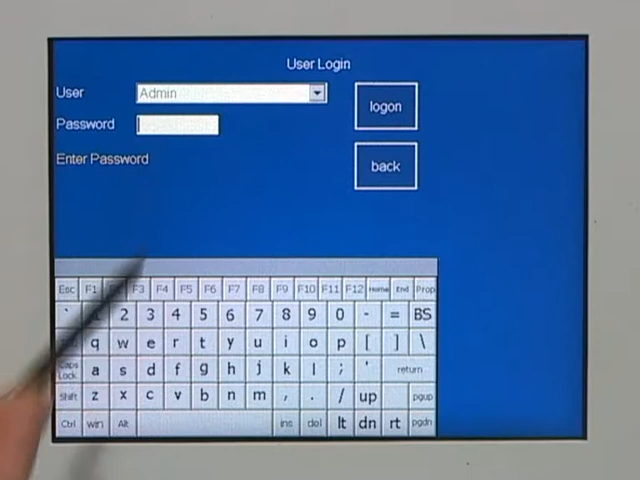 User Login
User Admin logon
Password
Enter Password back
Esc F1 F3 F4 F5 F6 F7 F8 F9 F10 F11 F12 Home End Prop
` 2 3 4 5 6 7 8 9 0 - = BS
q w e r t y u i o p [ ] \
Caps Lock a s d f g h j k l ; ' return
Shift z x c v b n m , . / up pgup
Ctrl win Alt ins del lt dn rt pgdn